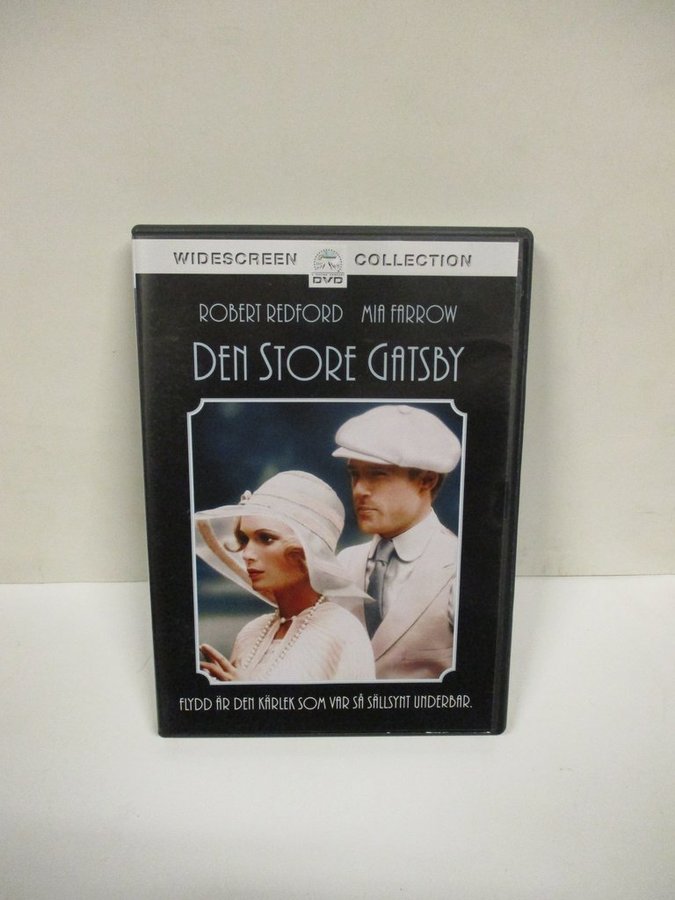 WIDESCREEN DVD COLLECTION
ROBERT REDFORD MIA FARROW
DEN STORE GATSBY
FLYDD ÄR DEN KÄRLEK SOM VAR SÅ SÄLLSYNT UNDERBAR.